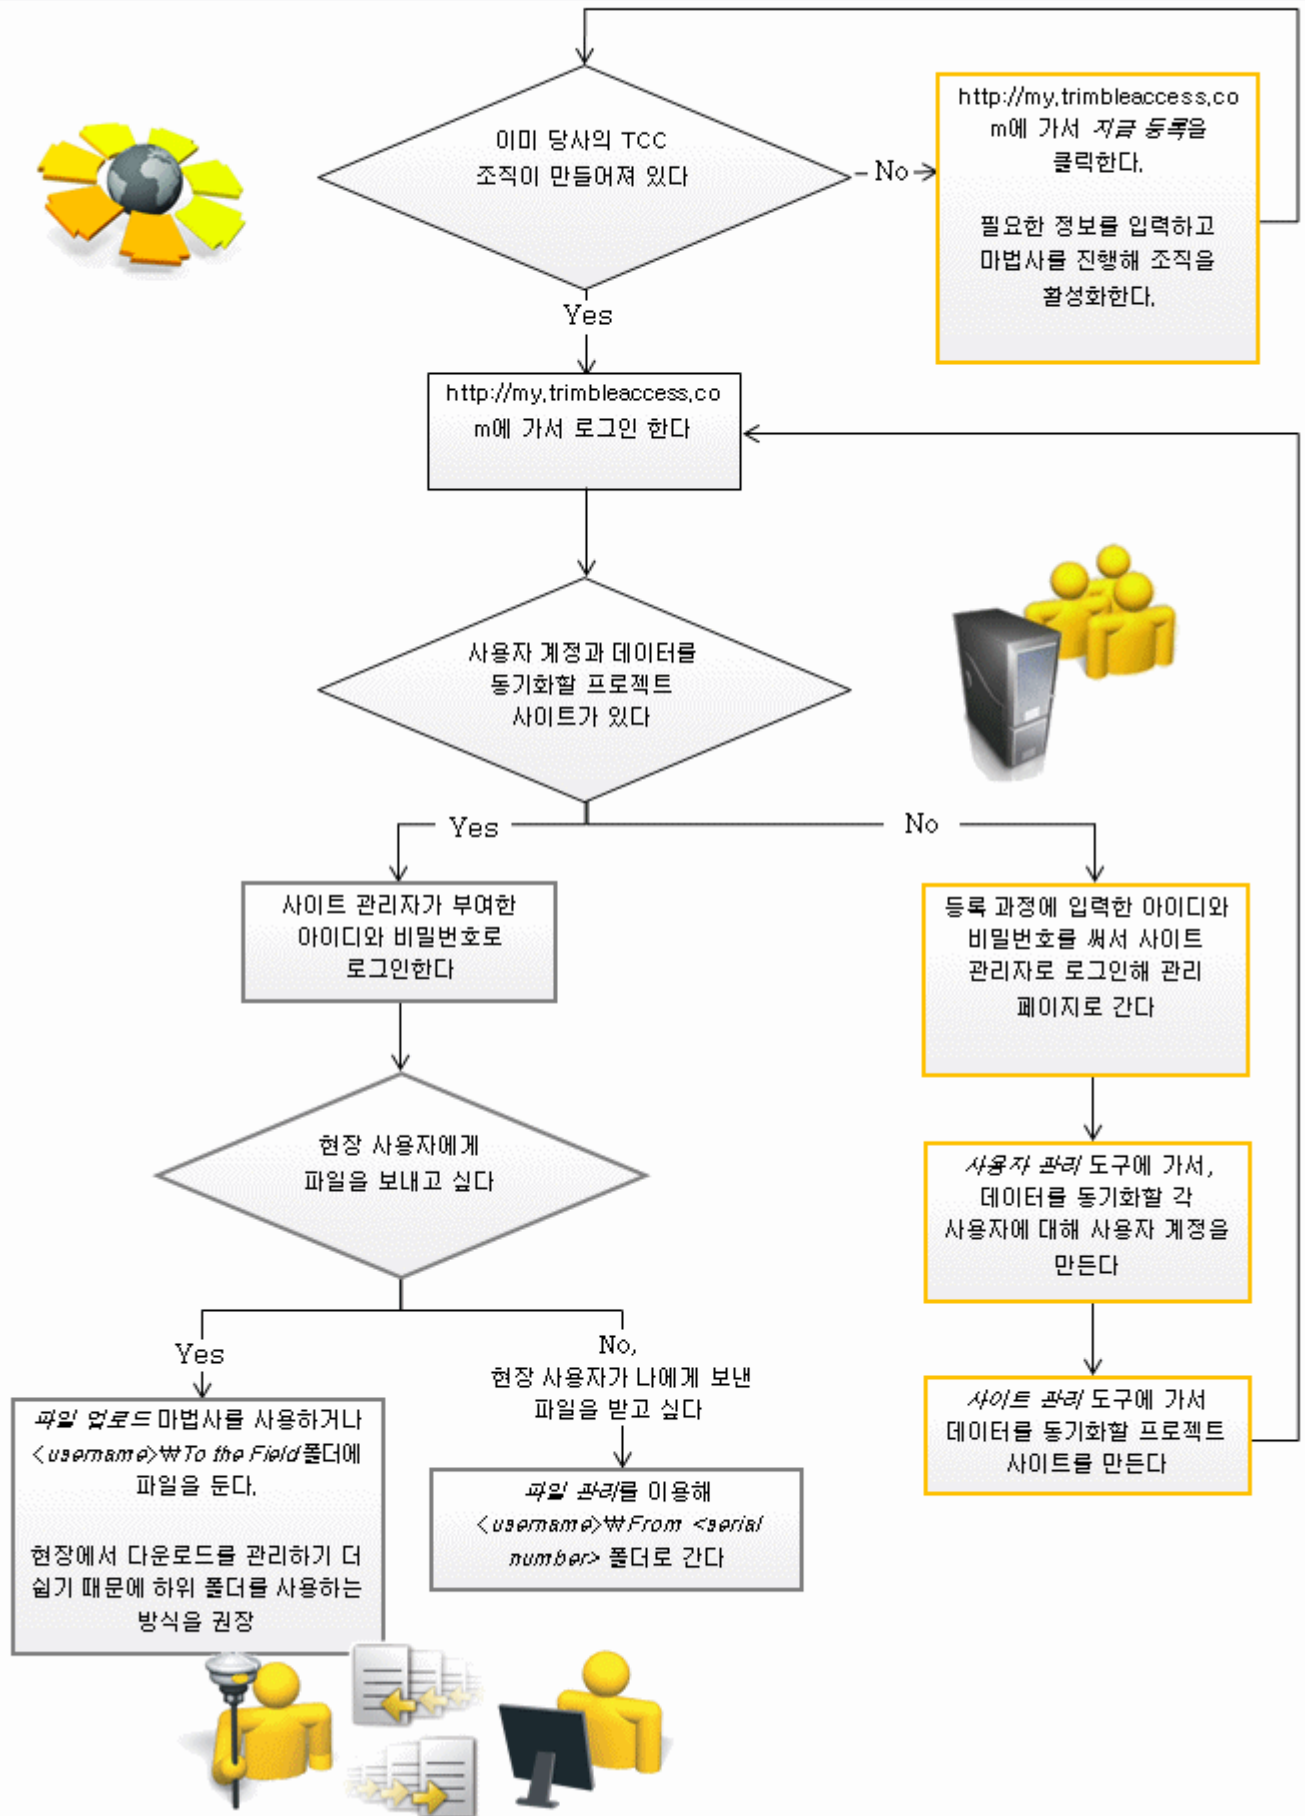 이미 당사의 TCC
조직이 만들어져 있다
No
http://my.trimbleaccess.co
m에 가서 지금 등록을
클릭한다.
필요한 정보를 입력하고
마법사를 진행해 조직을
활성화한다.
Yes
http://my.trimbleaccess.co
m에 가서 로그인 한다
사용자 계정과 데이터를
동기화할 프로젝트
사이트가 있다
Yes
No
사이트 관리자가 부여한
아이디와 비밀번호로
로그인한다
등록 과정에 입력한 아이디와
비밀번호를 써서 사이트
관리자로 로그인해 관리
페이지로 간다
현장 사용자에게
파일을 보내고 싶다
사용자 관리 도구에 가서,
데이터를 동기화할 각
사용자에 대해 사용자 계정을
만든다
Yes
No,
현장 사용자가 나에게 보낸
파일을 받고 싶다
사이트 관리 도구에 가서
데이터를 동기화할 프로젝트
사이트를 만든다
파일 업로드 마법사를 사용하거나
<username>₩To the Field 폴더에
파일을 둔다.
현장에서 다운로드를 관리하기 더
쉽기 때문에 하위 폴더를 사용하는
방식을 권장
파일 관리를 이용해
<username>₩From <serial
number> 폴더로 간다